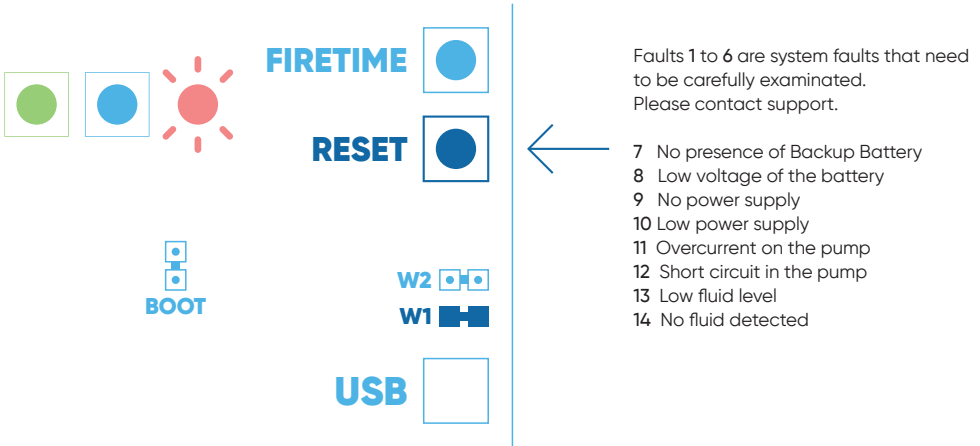 FIRETIME
RESET
BOOT
W2
W1
USB
Faults 1 to 6 are system faults that need
to be carefully examinated.
Please contact support.
7 No presence of Backup Battery
8 Low voltage of the battery
9 No power supply
10 Low power supply
11 Overcurrent on the pump
12 Short circuit in the pump
13 Low fluid level
14 No fluid detected